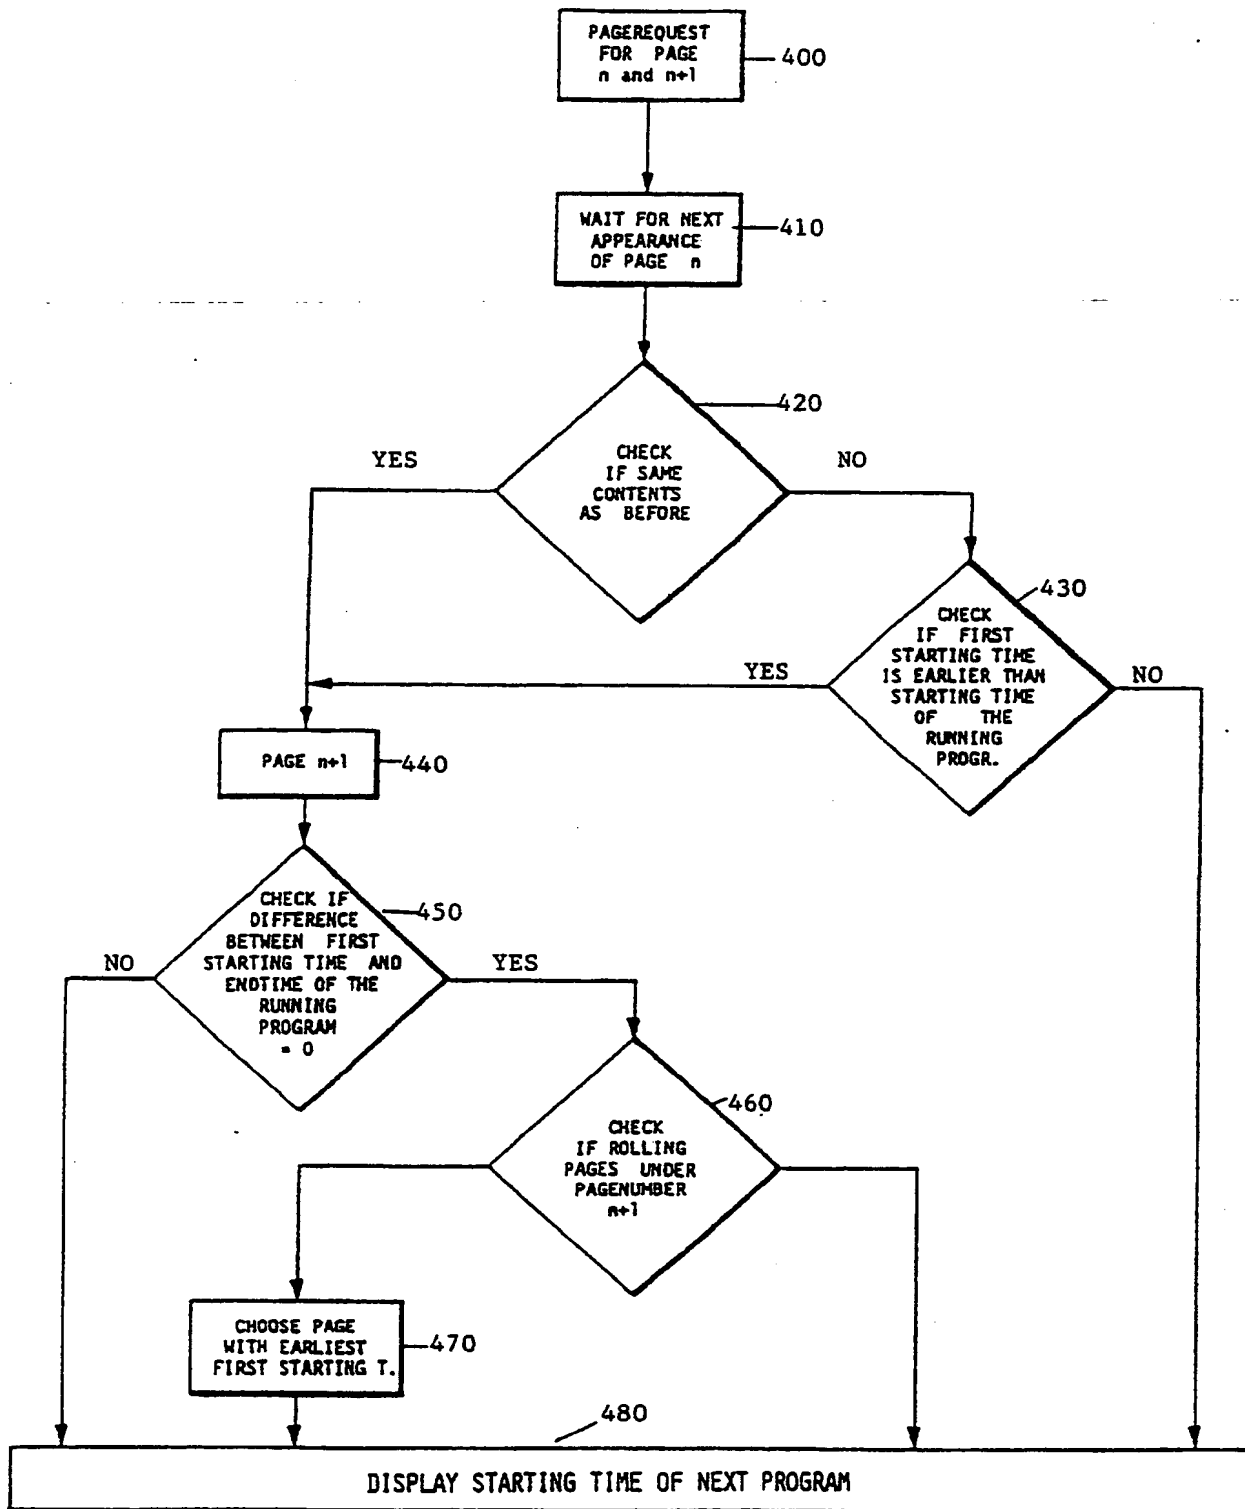 PAGEREQUEST
FOR PAGE
n and n+1
400
WAIT FOR NEXT
APPEARANCE
OF PAGE n
410
420
CHECK
IF SAME
CONTENTS
AS BEFORE
YES
NO
430
CHECK
IF FIRST
STARTING TIME
IS EARLIER THAN
STARTING TIME
OF THE
RUNNING
PROGR.
YES
NO
PAGE n+1
440
CHECK IF
DIFFERENCE
BETWEEN FIRST
STARTING TIME AND
ENDTIME OF THE
RUNNING
PROGRAM
= 0
450
NO
YES
460
CHECK
IF ROLLING
PAGES UNDER
PAGENUMBER
n+1
CHOOSE PAGE
WITH EARLIEST
FIRST STARTING T.
470
480
DISPLAY STARTING TIME OF NEXT PROGRAM